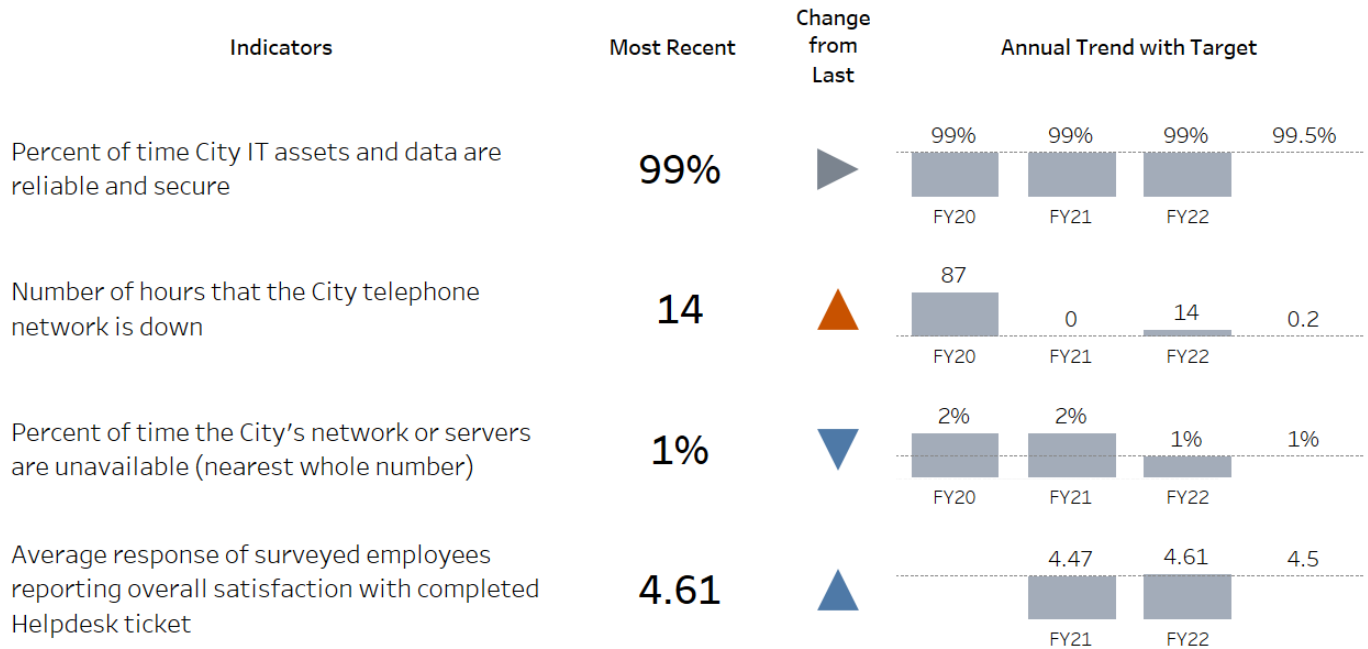 Indicators
Most Recent
Change
from
Last
Annual Trend with Target
Percent of time City IT assets and data are
reliable and secure
99%
99%
99%
99%
99.5%
FY20
FY21
FY22
Number of hours that the City telephone
network is down
14
87
0
14
0.2
FY20
FY21
FY22
Percent of time the City’s network or servers
are unavailable (nearest whole number)
1%
2%
2%
1%
1%
FY20
FY21
FY22
Average response of surveyed employees
reporting overall satisfaction with completed
Helpdesk ticket
4.61
4.47
4.61
4.5
FY21
FY22